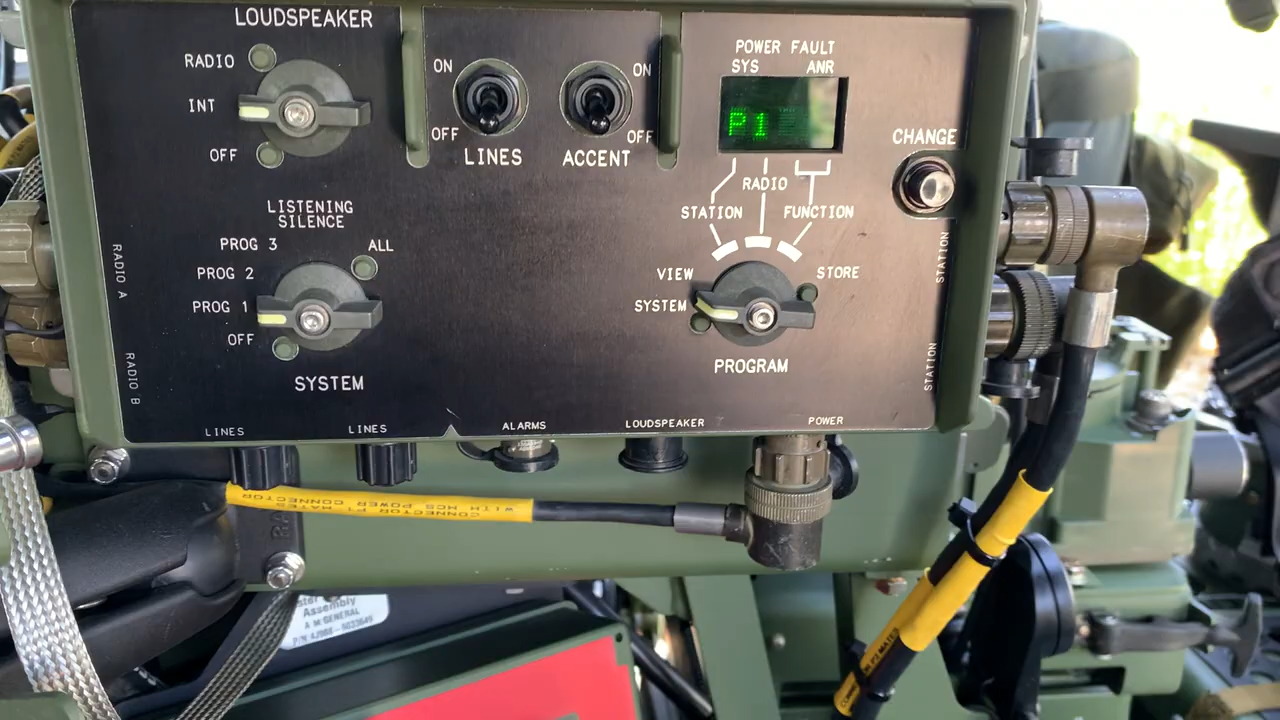 LOUDSPEAKER
RADIO
INT
OFF
ON
OFF
LINES
ON
OFF
ACCENT
POWER FAULT
SYS ANR
P1
RADIO
STATION FUNCTION
CHANGE
LISTENING
SILENCE
PROG 3
ALL
PROG 2
PROG 1
OFF
SYSTEM
VIEW
STORE
SYSTEM
PROGRAM
RADIO A
RADIO B
STATION
STATION
LINES
LINES
ALARMS
LOUDSPEAKER
POWER
CONNECTOR P1 MATES
WITH MCS POWER CONNECTOR
Assembly
A M GENERAL